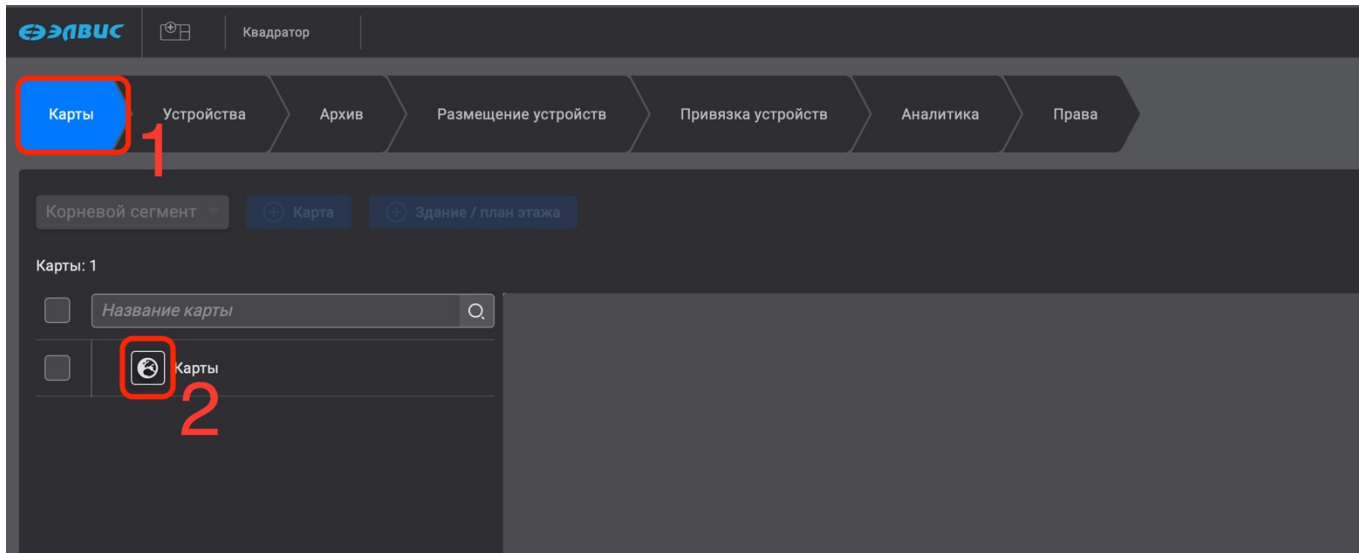 ЭЛВИС
Квадратор
Карты
Устройства
Архив
Размещение устройств
Привязка устройств
Аналитика
Права
1
Корневой сегмент
Карта
Здание / план этажа
Карты: 1
Название карты
Карты
2